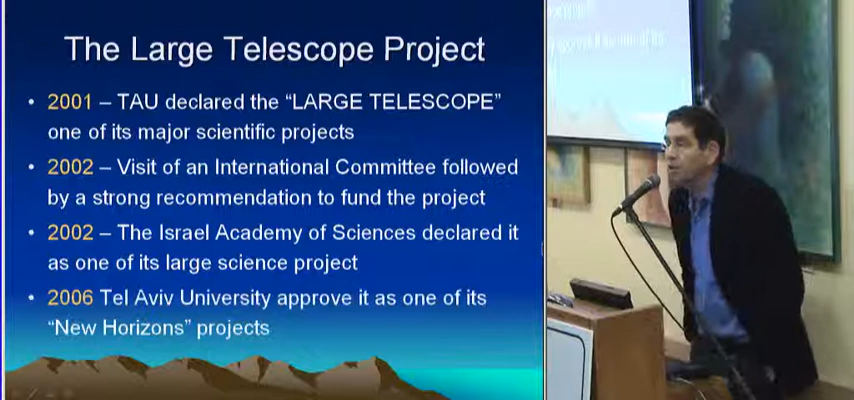 The Large Telescope Project
• 2001 – TAU declared the “LARGE TELESCOPE”
one of its major scientific projects
• 2002 – Visit of an International Committee followed
by a strong recommendation to fund the project
• 2002 – The Israel Academy of Sciences declared it
as one of its large science project
• 2006 Tel Aviv University approve it as one of its
“New Horizons” projects